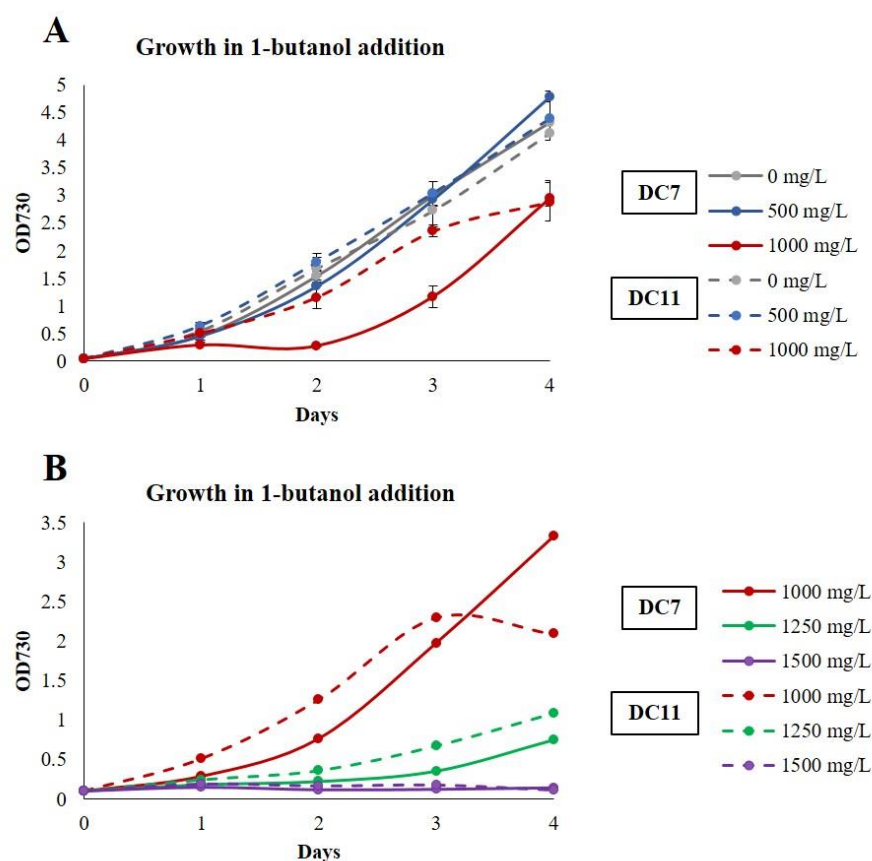 A
Growth in 1-butanol addition
5
4.5
4
3.5
3
2.5
2
1.5
1
0.5
0
OD730
0 1 2 3 4
Days
DC7
0 mg/L
500 mg/L
1000 mg/L
DC11
0 mg/L
500 mg/L
1000 mg/L
B
Growth in 1-butanol addition
3.5
3
2.5
2
1.5
1
0.5
0
OD730
0 1 2 3 4
Days
DC7
1000 mg/L
1250 mg/L
1500 mg/L
DC11
1000 mg/L
1250 mg/L
1500 mg/L